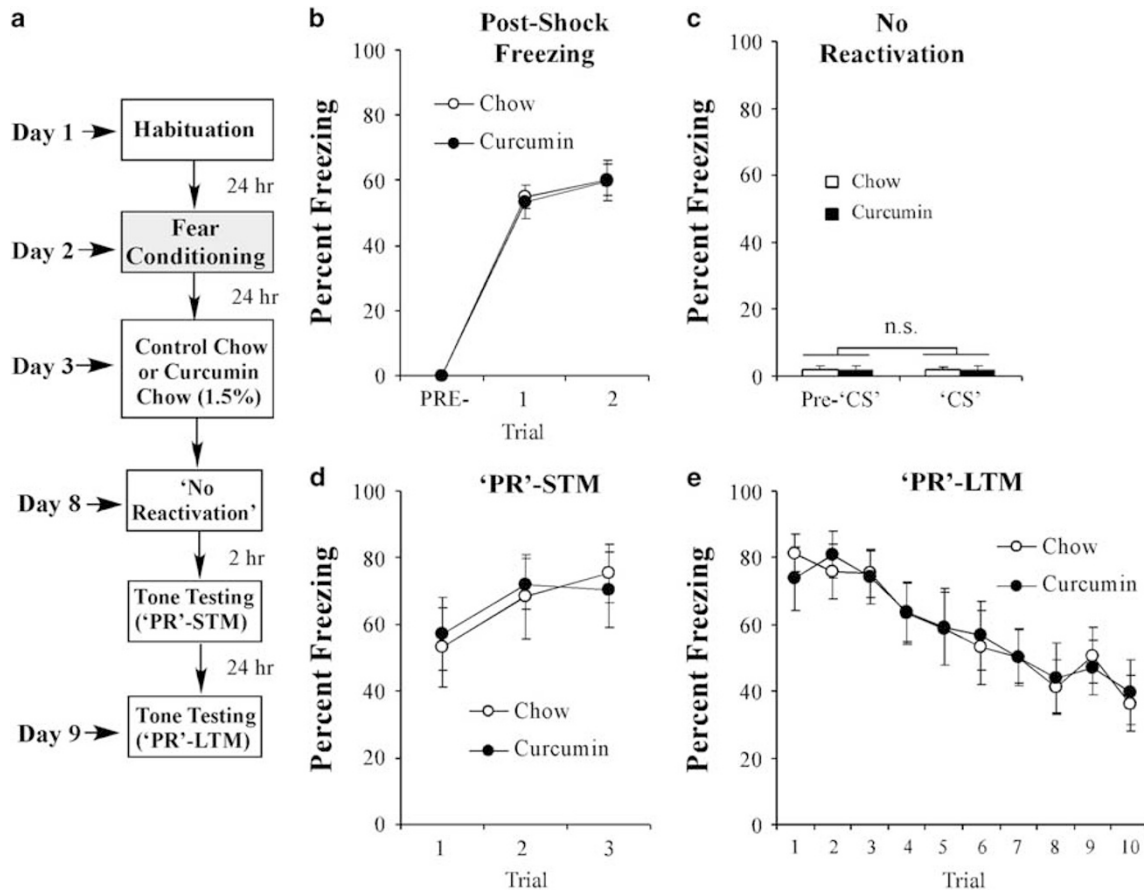 a
Day 1
Habituation
24 hr
Day 2
Fear
Conditioning
24 hr
Day 3
Control Chow
or Curcumin
Chow (1.5%)
Day 8
‘No
Reactivation’
2 hr
Tone Testing
(‘PR’-STM)
24 hr
Day 9
Tone Testing
(‘PR’-LTM)
b
Post-Shock
Freezing
Percent Freezing
100
80
60
40
20
0
Chow
Curcumin
PRE-
1
2
Trial
c
No
Reactivation
Percent Freezing
100
80
60
40
20
0
Chow
Curcumin
n.s.
Pre-‘CS’
‘CS’
d
‘PR’-STM
Percent Freezing
100
80
60
40
20
0
Chow
Curcumin
1
2
3
Trial
e
‘PR’-LTM
Percent Freezing
100
80
60
40
20
0
Chow
Curcumin
1
2
3
4
5
6
7
8
9
10
Trial